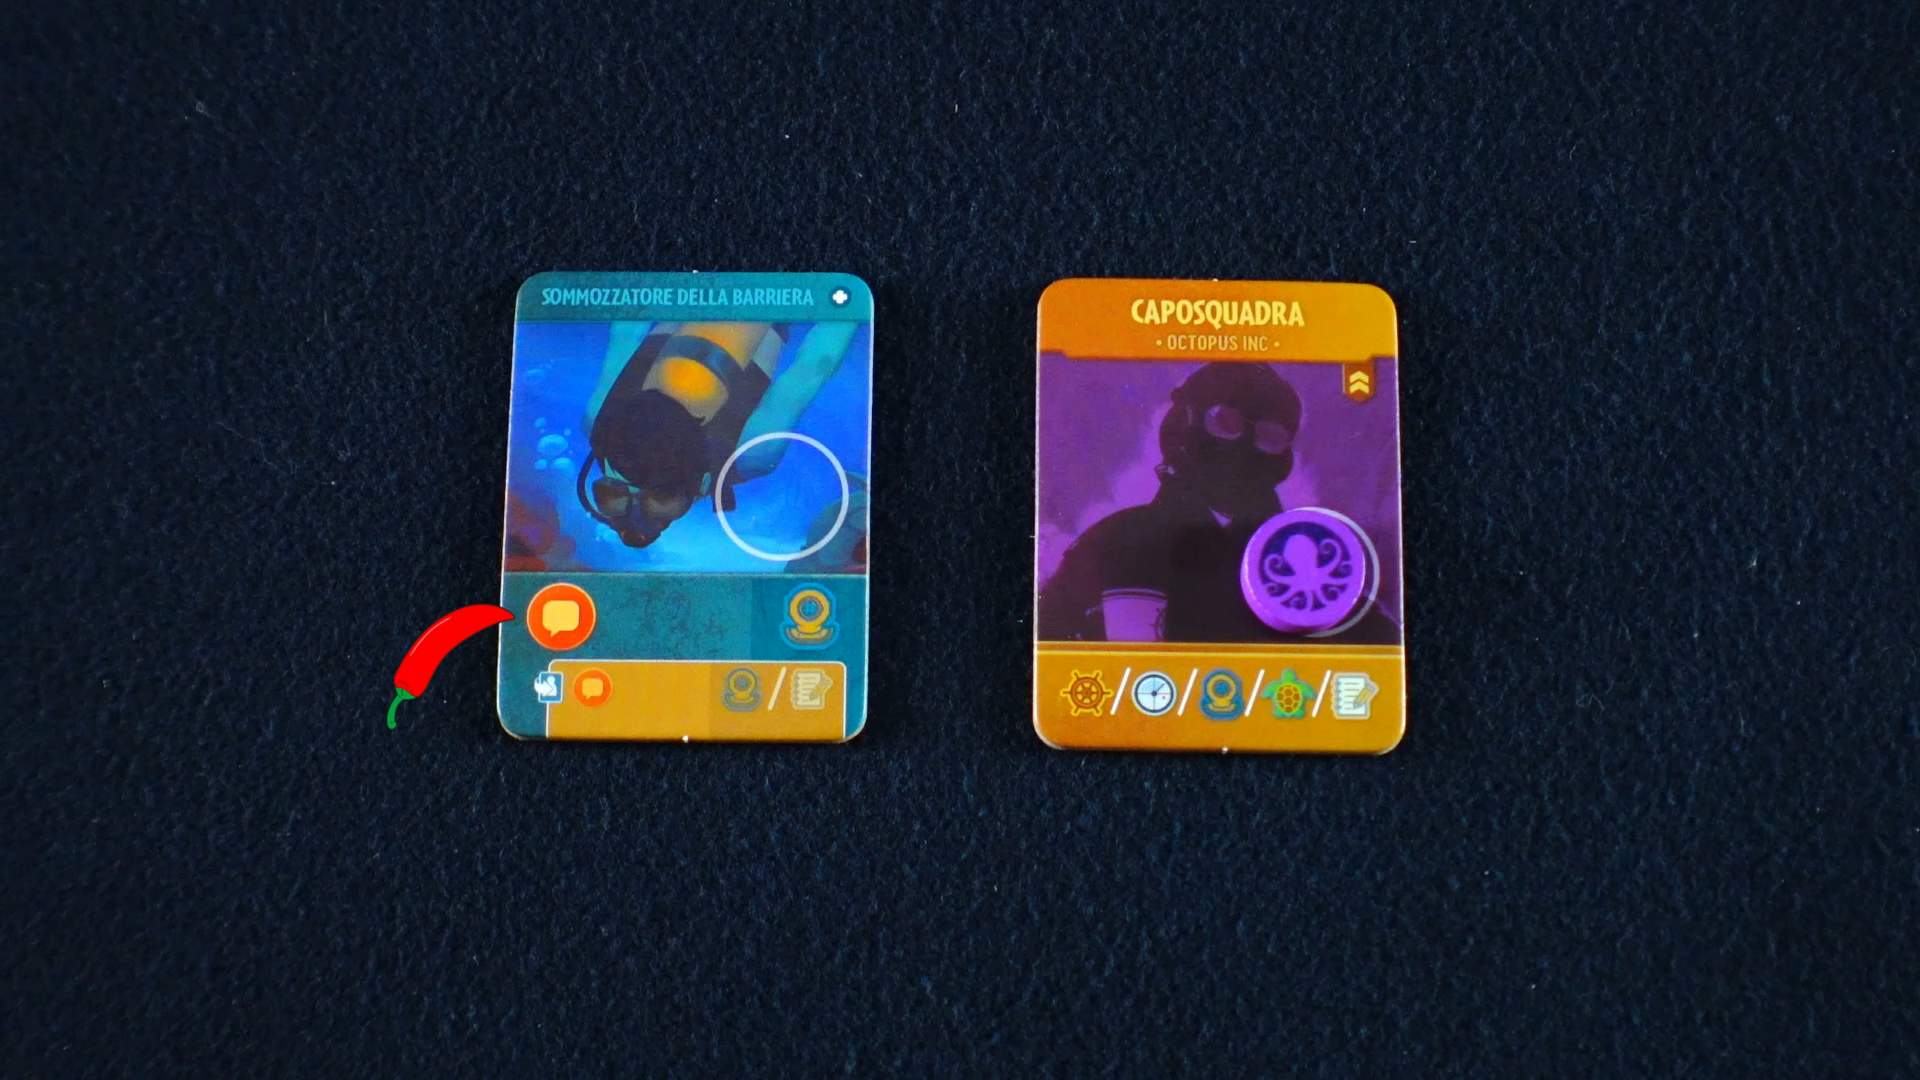 SOMMOZZATORE DELLA BARRIERA
CAPOSQUADRA
• OCTOPUS INC •